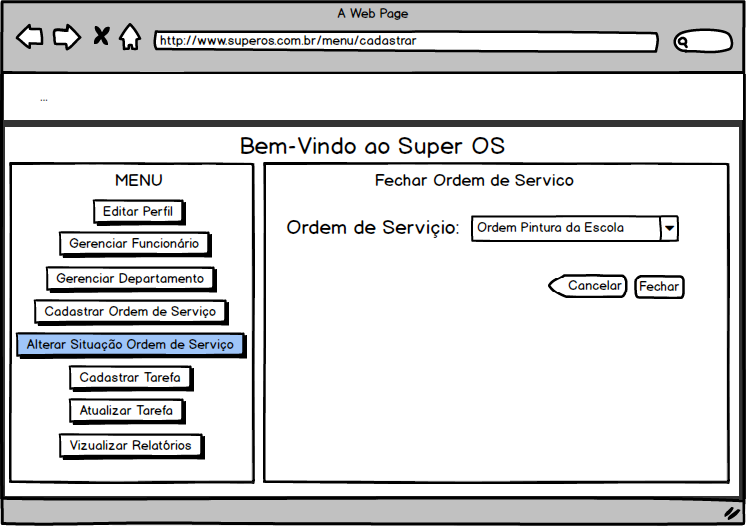 A Web Page
http://www.superos.com.br/menu/cadastrar
...
Bem-Vindo ao Super OS
MENU
Editar Perfil
Gerenciar Funcionário
Gerenciar Departamento
Cadastrar Ordem de Serviço
Alterar Situação Ordem de Serviço
Cadastrar Tarefa
Atualizar Tarefa
Vizualizar Relatórios
Fechar Ordem de Servico
Ordem de Serviçio: Ordem Pintura da Escola
Cancelar Fechar